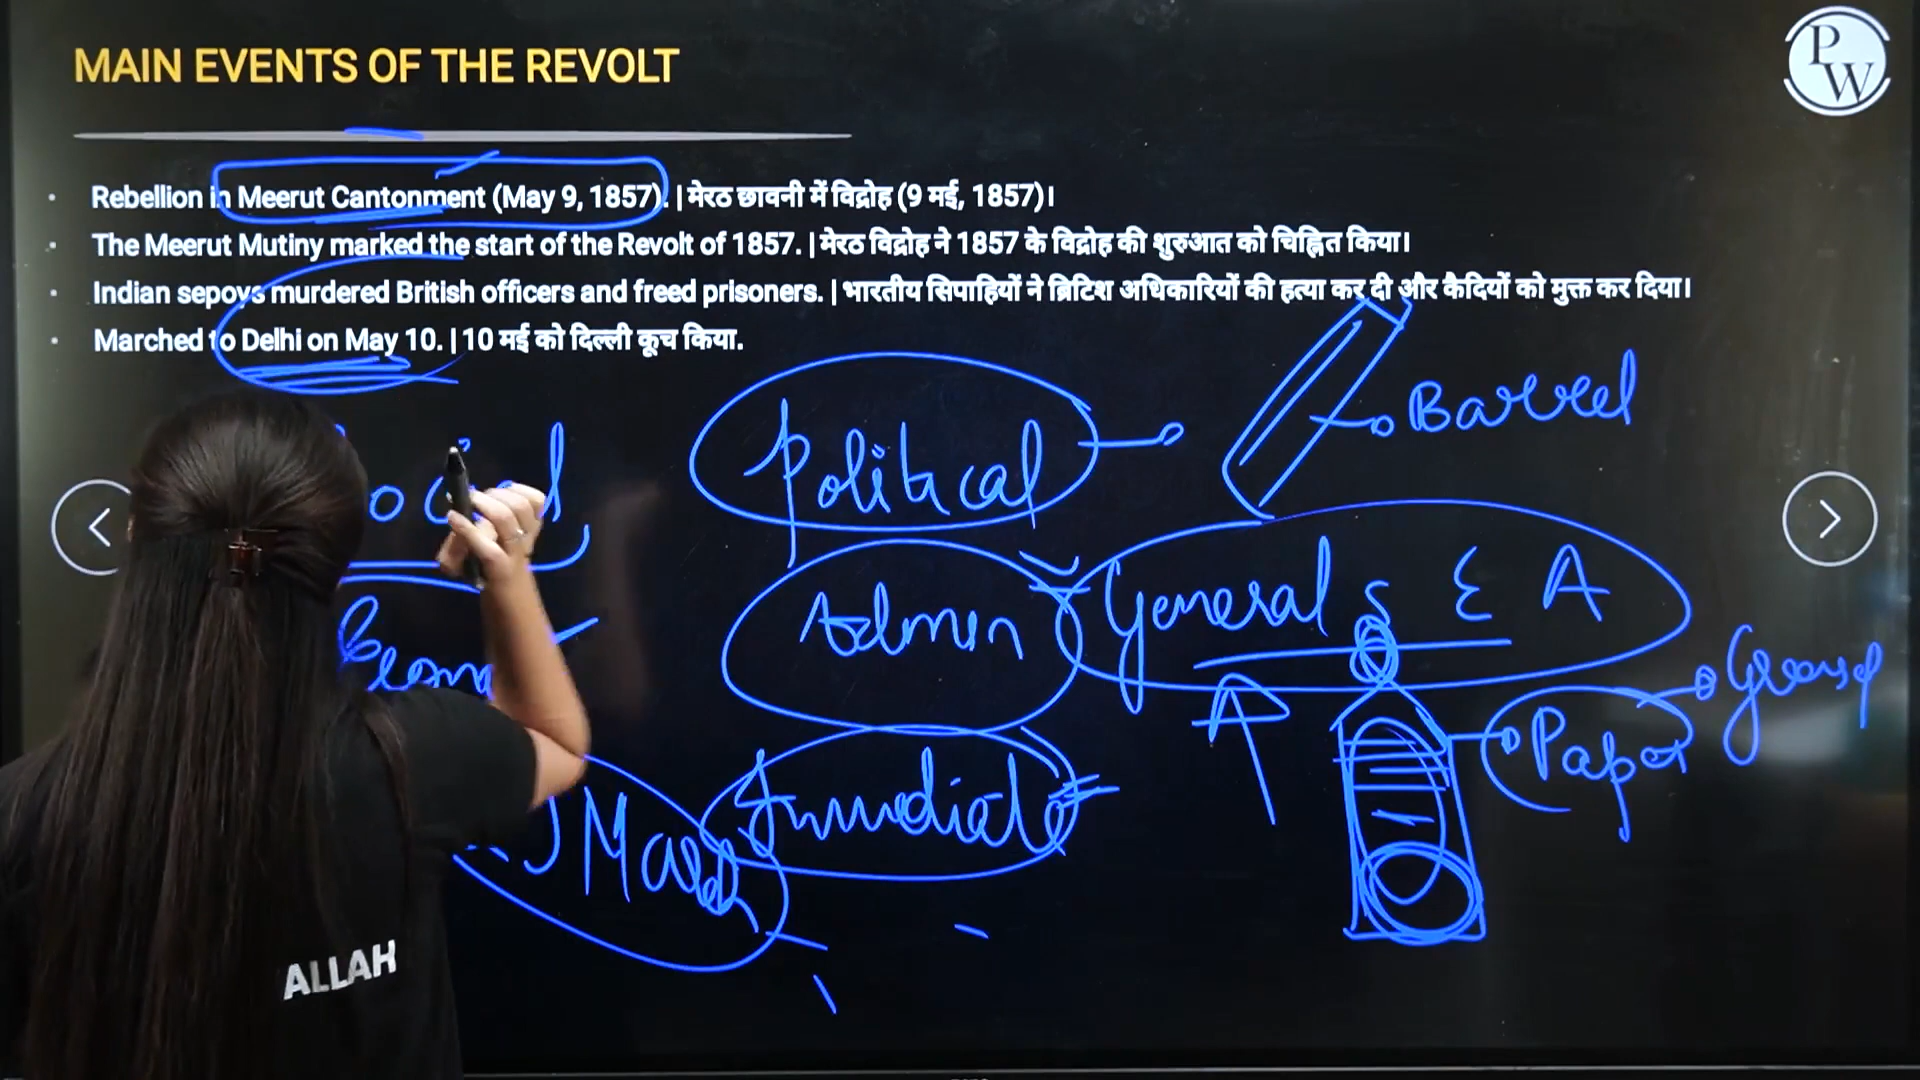 MAIN EVENTS OF THE REVOLT
PW
• Rebellion in Meerut Cantonment (May 9, 1857). | मेरठ छावनी में विद्रोह (9 मई, 1857)।
• The Meerut Mutiny marked the start of the Revolt of 1857. | मेरठ विद्रोह ने 1857 के विद्रोह की शुरुआत को चिह्नित किया।
• Indian sepoys murdered British officers and freed prisoners. | भारतीय सिपाहियों ने ब्रिटिश अधिकारियों की हत्या कर दी और कैदियों को मुक्त कर दिया।
• Marched to Delhi on May 10. | 10 मई को दिल्ली कूच किया.
Barrel
Political
General S E A
Admin
Paper
Immediate
ALLAH